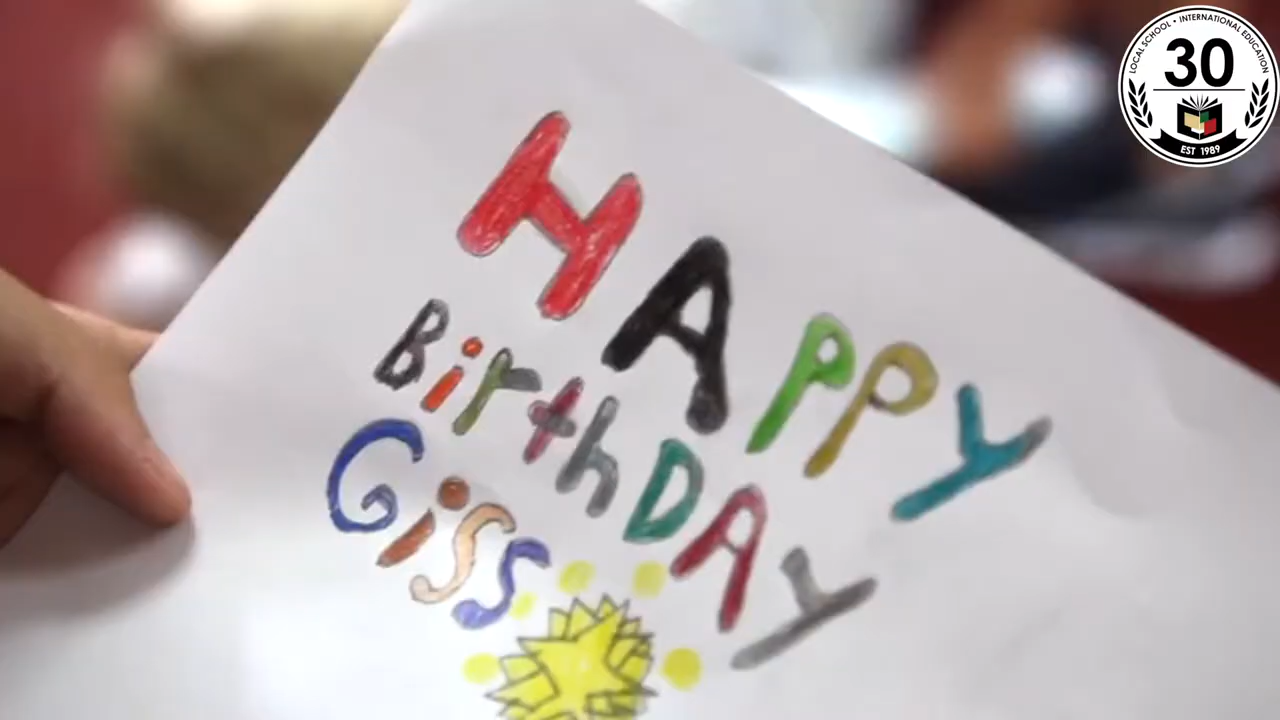 HAPPY
BirthDAY
Giss
LOCAL SCHOOL • INTERNATIONAL EDUCATION
30
EST 1989